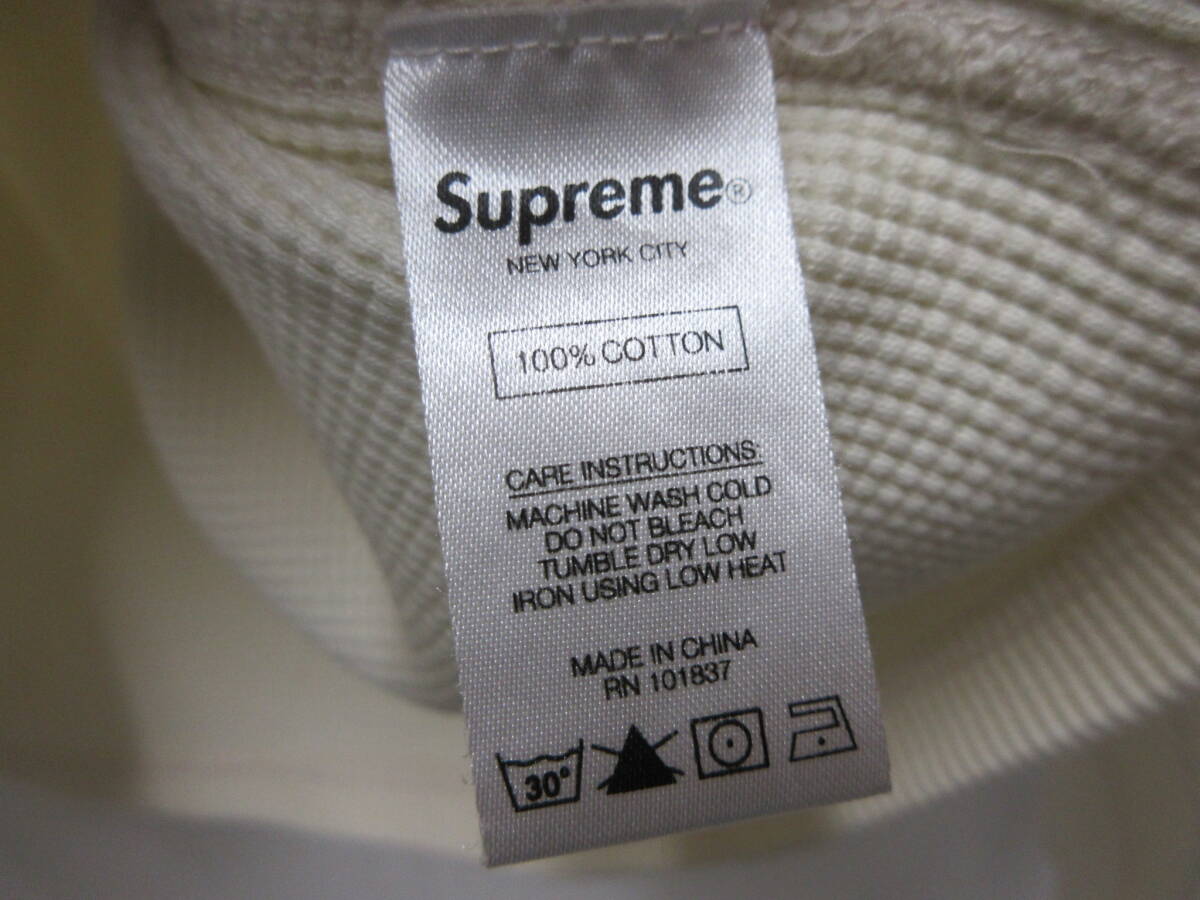 Supreme®
NEW YORK CITY
100% COTTON
CARE INSTRUCTIONS:
MACHINE WASH COLD
DO NOT BLEACH
TUMBLE DRY LOW
IRON USING LOW HEAT
MADE IN CHINA
RN 101837
30°